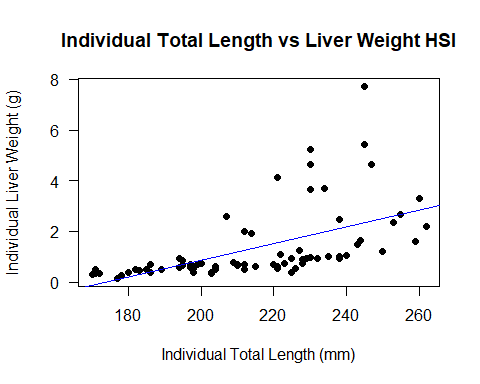 Individual Total Length vs Liver Weight HSI
Individual Liver Weight (g)
8
6
4
2
0
180 200 220 240 260
Individual Total Length (mm)